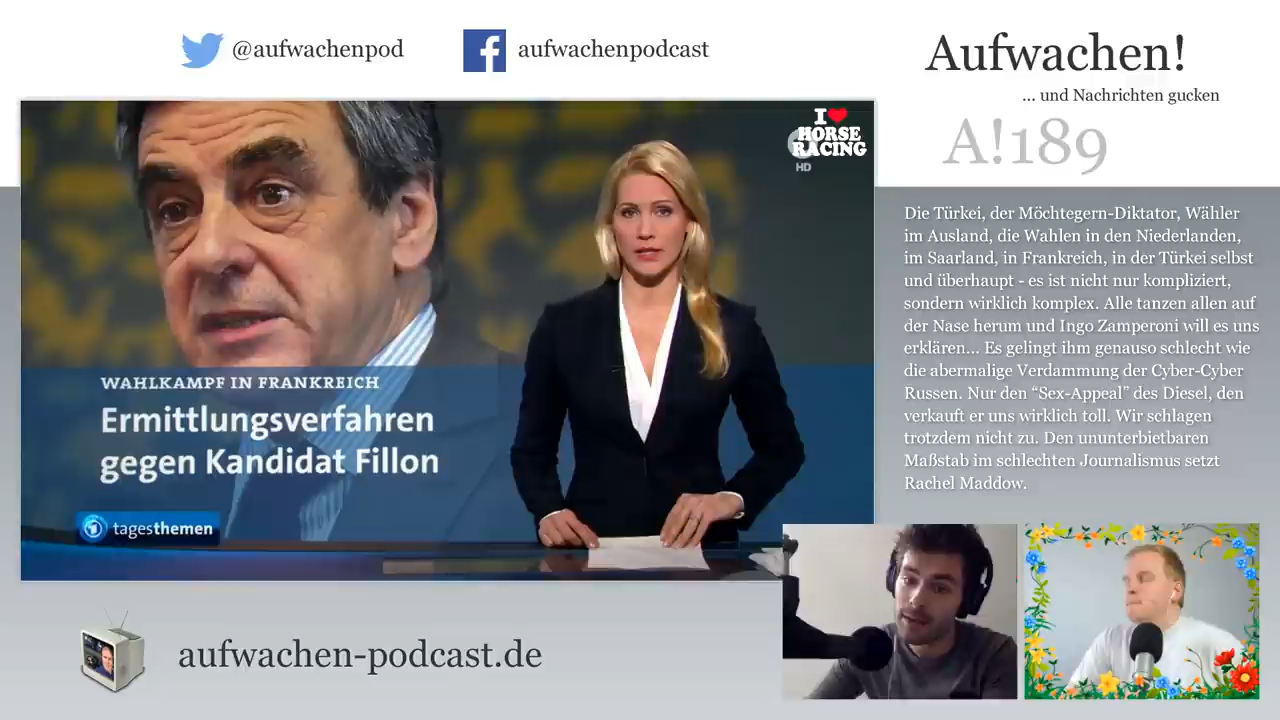 @aufwachenpod
aufwachenpodcast
Aufwachen!
... und Nachrichten gucken
A!189
I
HORSE
RACING
HD
WAHLKAMPF IN FRANKREICH
Ermittlungsverfahren
gegen Kandidat Fillon
tagesthemen
Die Türkei, der Möchtegern-Diktator, Wähler
im Ausland, die Wahlen in den Niederlanden,
im Saarland, in Frankreich, in der Türkei selbst
und überhaupt - es ist nicht nur kompliziert,
sondern wirklich komplex. Alle tanzen allen auf
der Nase herum und Ingo Zamperoni will es uns
erklären... Es gelingt ihm genauso schlecht wie
die abermalige Verdammung der Cyber-Cyber
Russen. Nur den “Sex-Appeal” des Diesel, den
verkauft er uns wirklich toll. Wir schlagen
trotzdem nicht zu. Den ununterbietbaren
Maßstab im schlechten Journalismus setzt
Rachel Maddow.
aufwachen-podcast.de